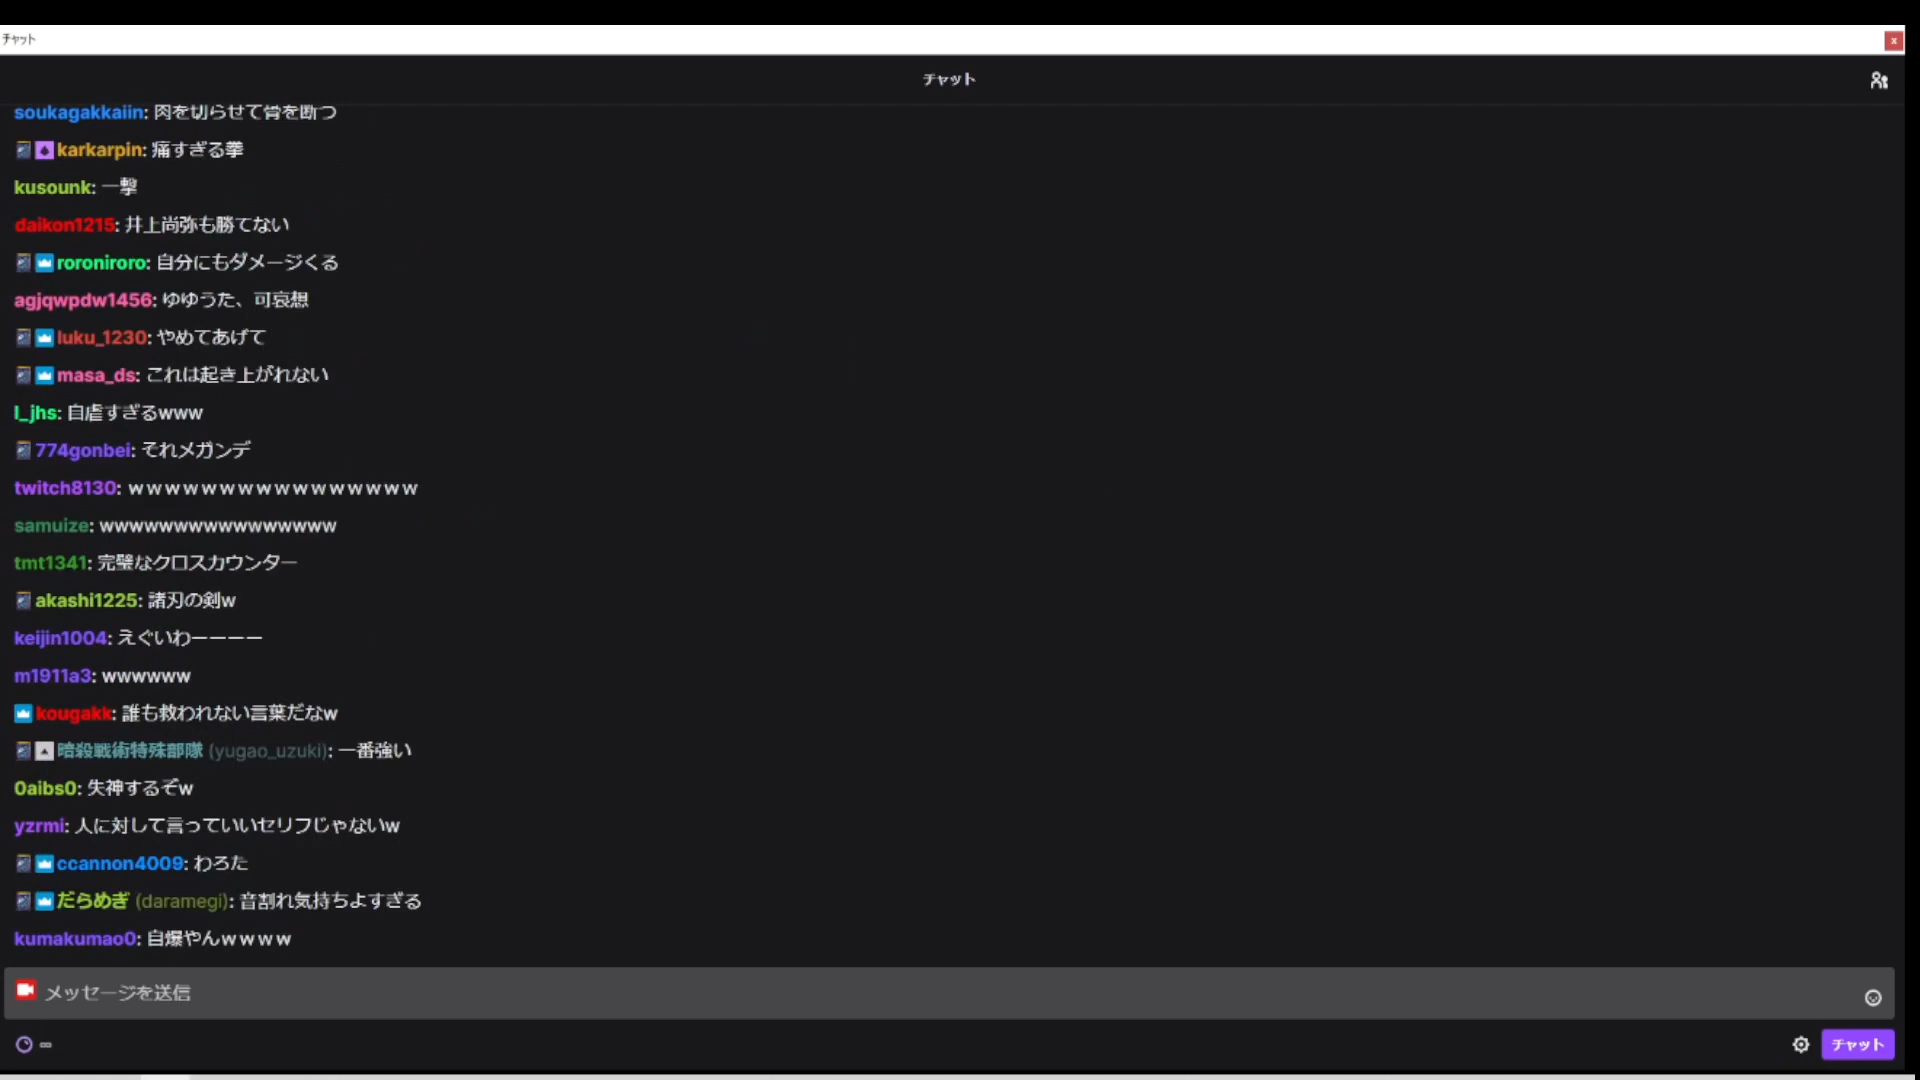 チャット
x
チャット
soukagakkaiin: 肉を切らせて骨を断つ
karkarpin: 痛すぎる拳
kusounk: 一撃
daikon1215: 井上尚弥も勝てない
roroniroro: 自分にもダメージくる
agjqwpdw1456: ゆゆうた、可哀想
luku_1230: やめてあげて
masa_ds: これは起き上がれない
l_jhs: 自虐すぎるwww
774gonbei: それメガンデ
twitch8130: ｗｗｗｗｗｗｗｗｗｗｗｗｗｗｗｗ
samuize: wwwwwwwwwwwwwwww
tmt1341: 完璧なクロスカウンター
akashi1225: 諸刃の剣w
keijin1004: えぐいわーーーー
m1911a3: wwwwww
kougakk: 誰も救われない言葉だなw
暗殺戦術特殊部隊 (yugao_uzuki): 一番強い
0aibs0: 失神するぞw
yzrmi: 人に対して言っていいセリフじゃないw
ccannon4009: わろた
だらめぎ (daramegi): 音割れ気持ちよすぎる
kumakumao0: 自爆やんｗｗｗｗ
メッセージを送信
∞
チャット